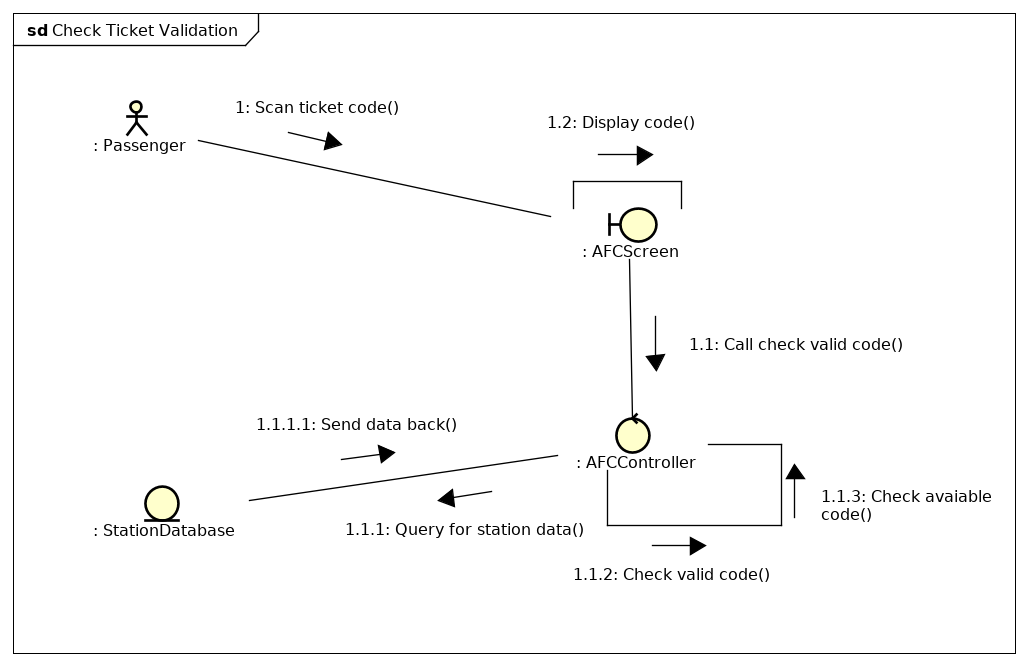 sd Check Ticket Validation
1: Scan ticket code()
1.2: Display code()
: Passenger
: AFCScreen
1.1: Call check valid code()
1.1.1.1: Send data back()
: AFCController
1.1.3: Check avaiable
code()
: StationDatabase
1.1.1: Query for station data()
1.1.2: Check valid code()